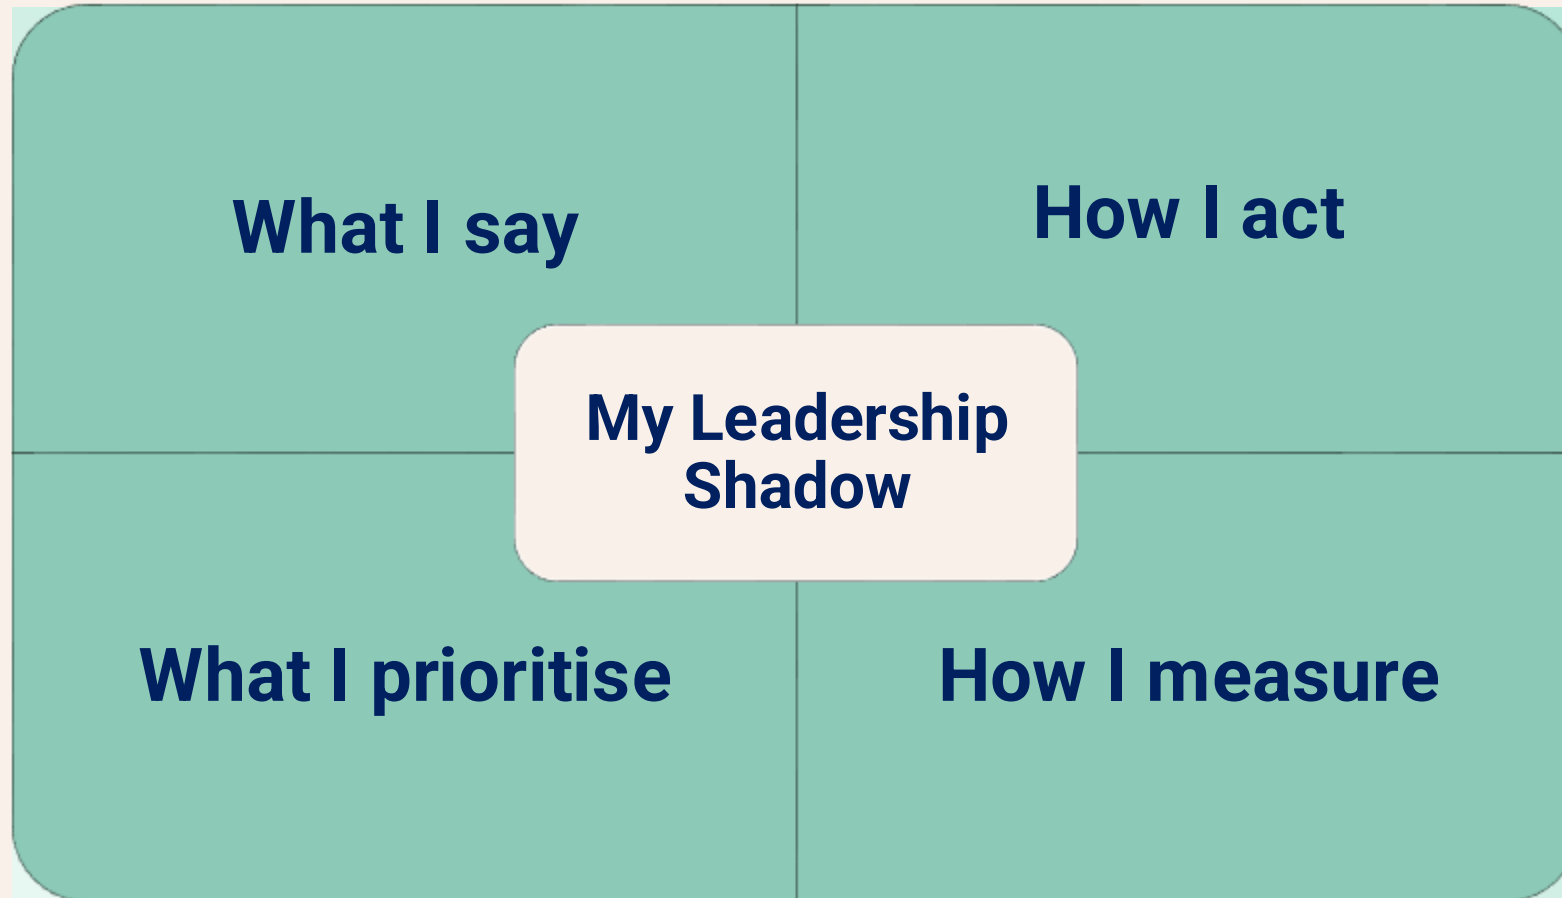 What I say
How I act
My Leadership
Shadow
What I prioritise
How I measure